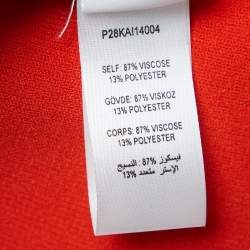 P28KAI14004
SELF: 87% VISCOSE
13% POLYESTER
GÖVDE: 87% VISKOZ
13% POLYESTER
CORPS: 87% VISCOSE
13% POLYESTER
فيسكوز %87 :النسيج
الإستر متعدد %13